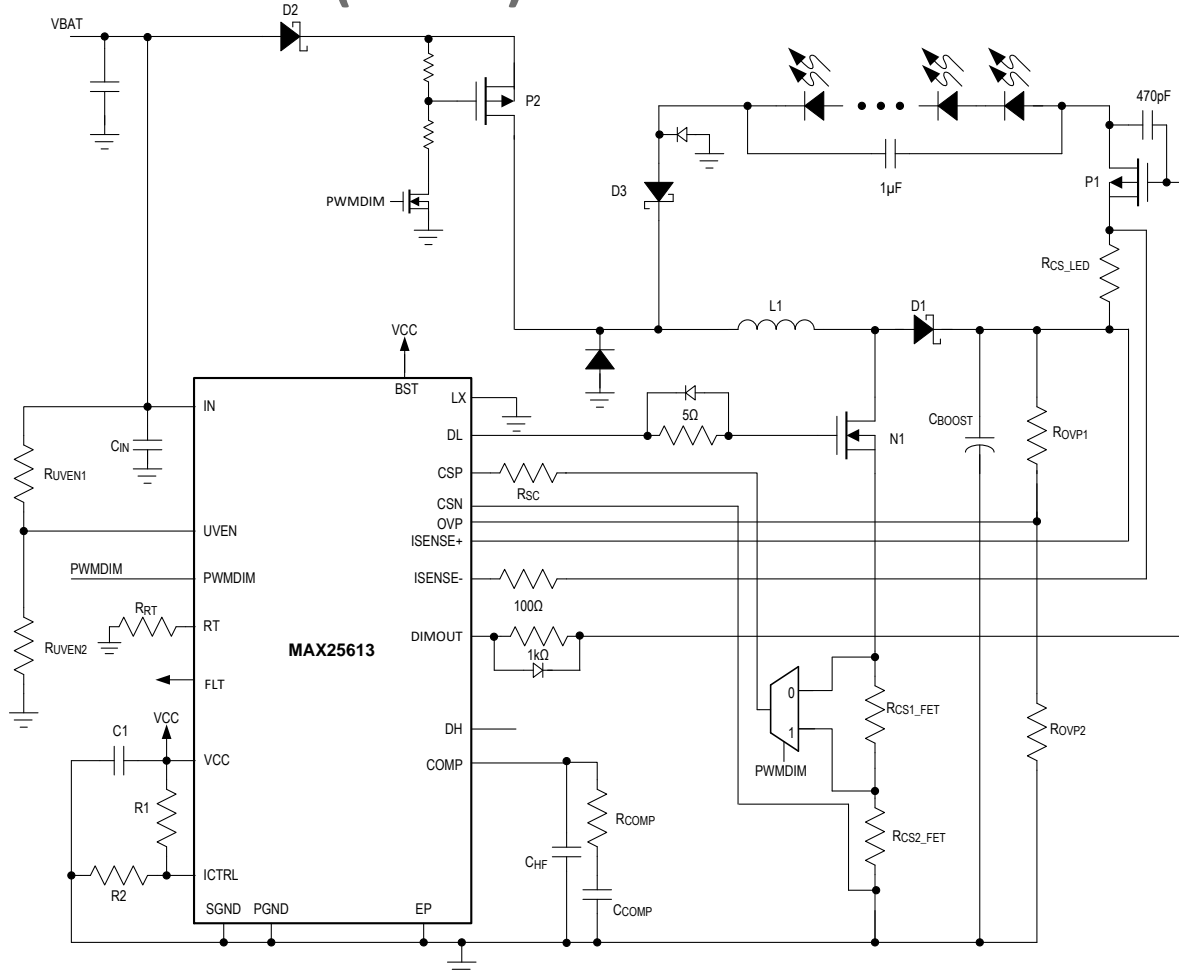 VBAT
D2
P2
PWMDIM
470pF
1µF
P1
D3
RCS_LED
L1
D1
VCC
BST
IN
LX
CIN
5Ω
DL
N1
CBOOST
ROVP1
RUVEN1
CSP
RSC
CSN
OVP
UVEN
ISENSE+
PWMDIM
PWMDIM
ISENSE-
100Ω
RRT
RT
DIMOUT
1kΩ
RUVEN2
MAX25613
FLT
0
RCS1_FET
1
VCC
C1
DH
ROVP2
VCC
COMP
PWMDIM
R1
RCOMP
RCS2_FET
CHF
R2
ICTRL
CCOMP
SGND
PGND
EP